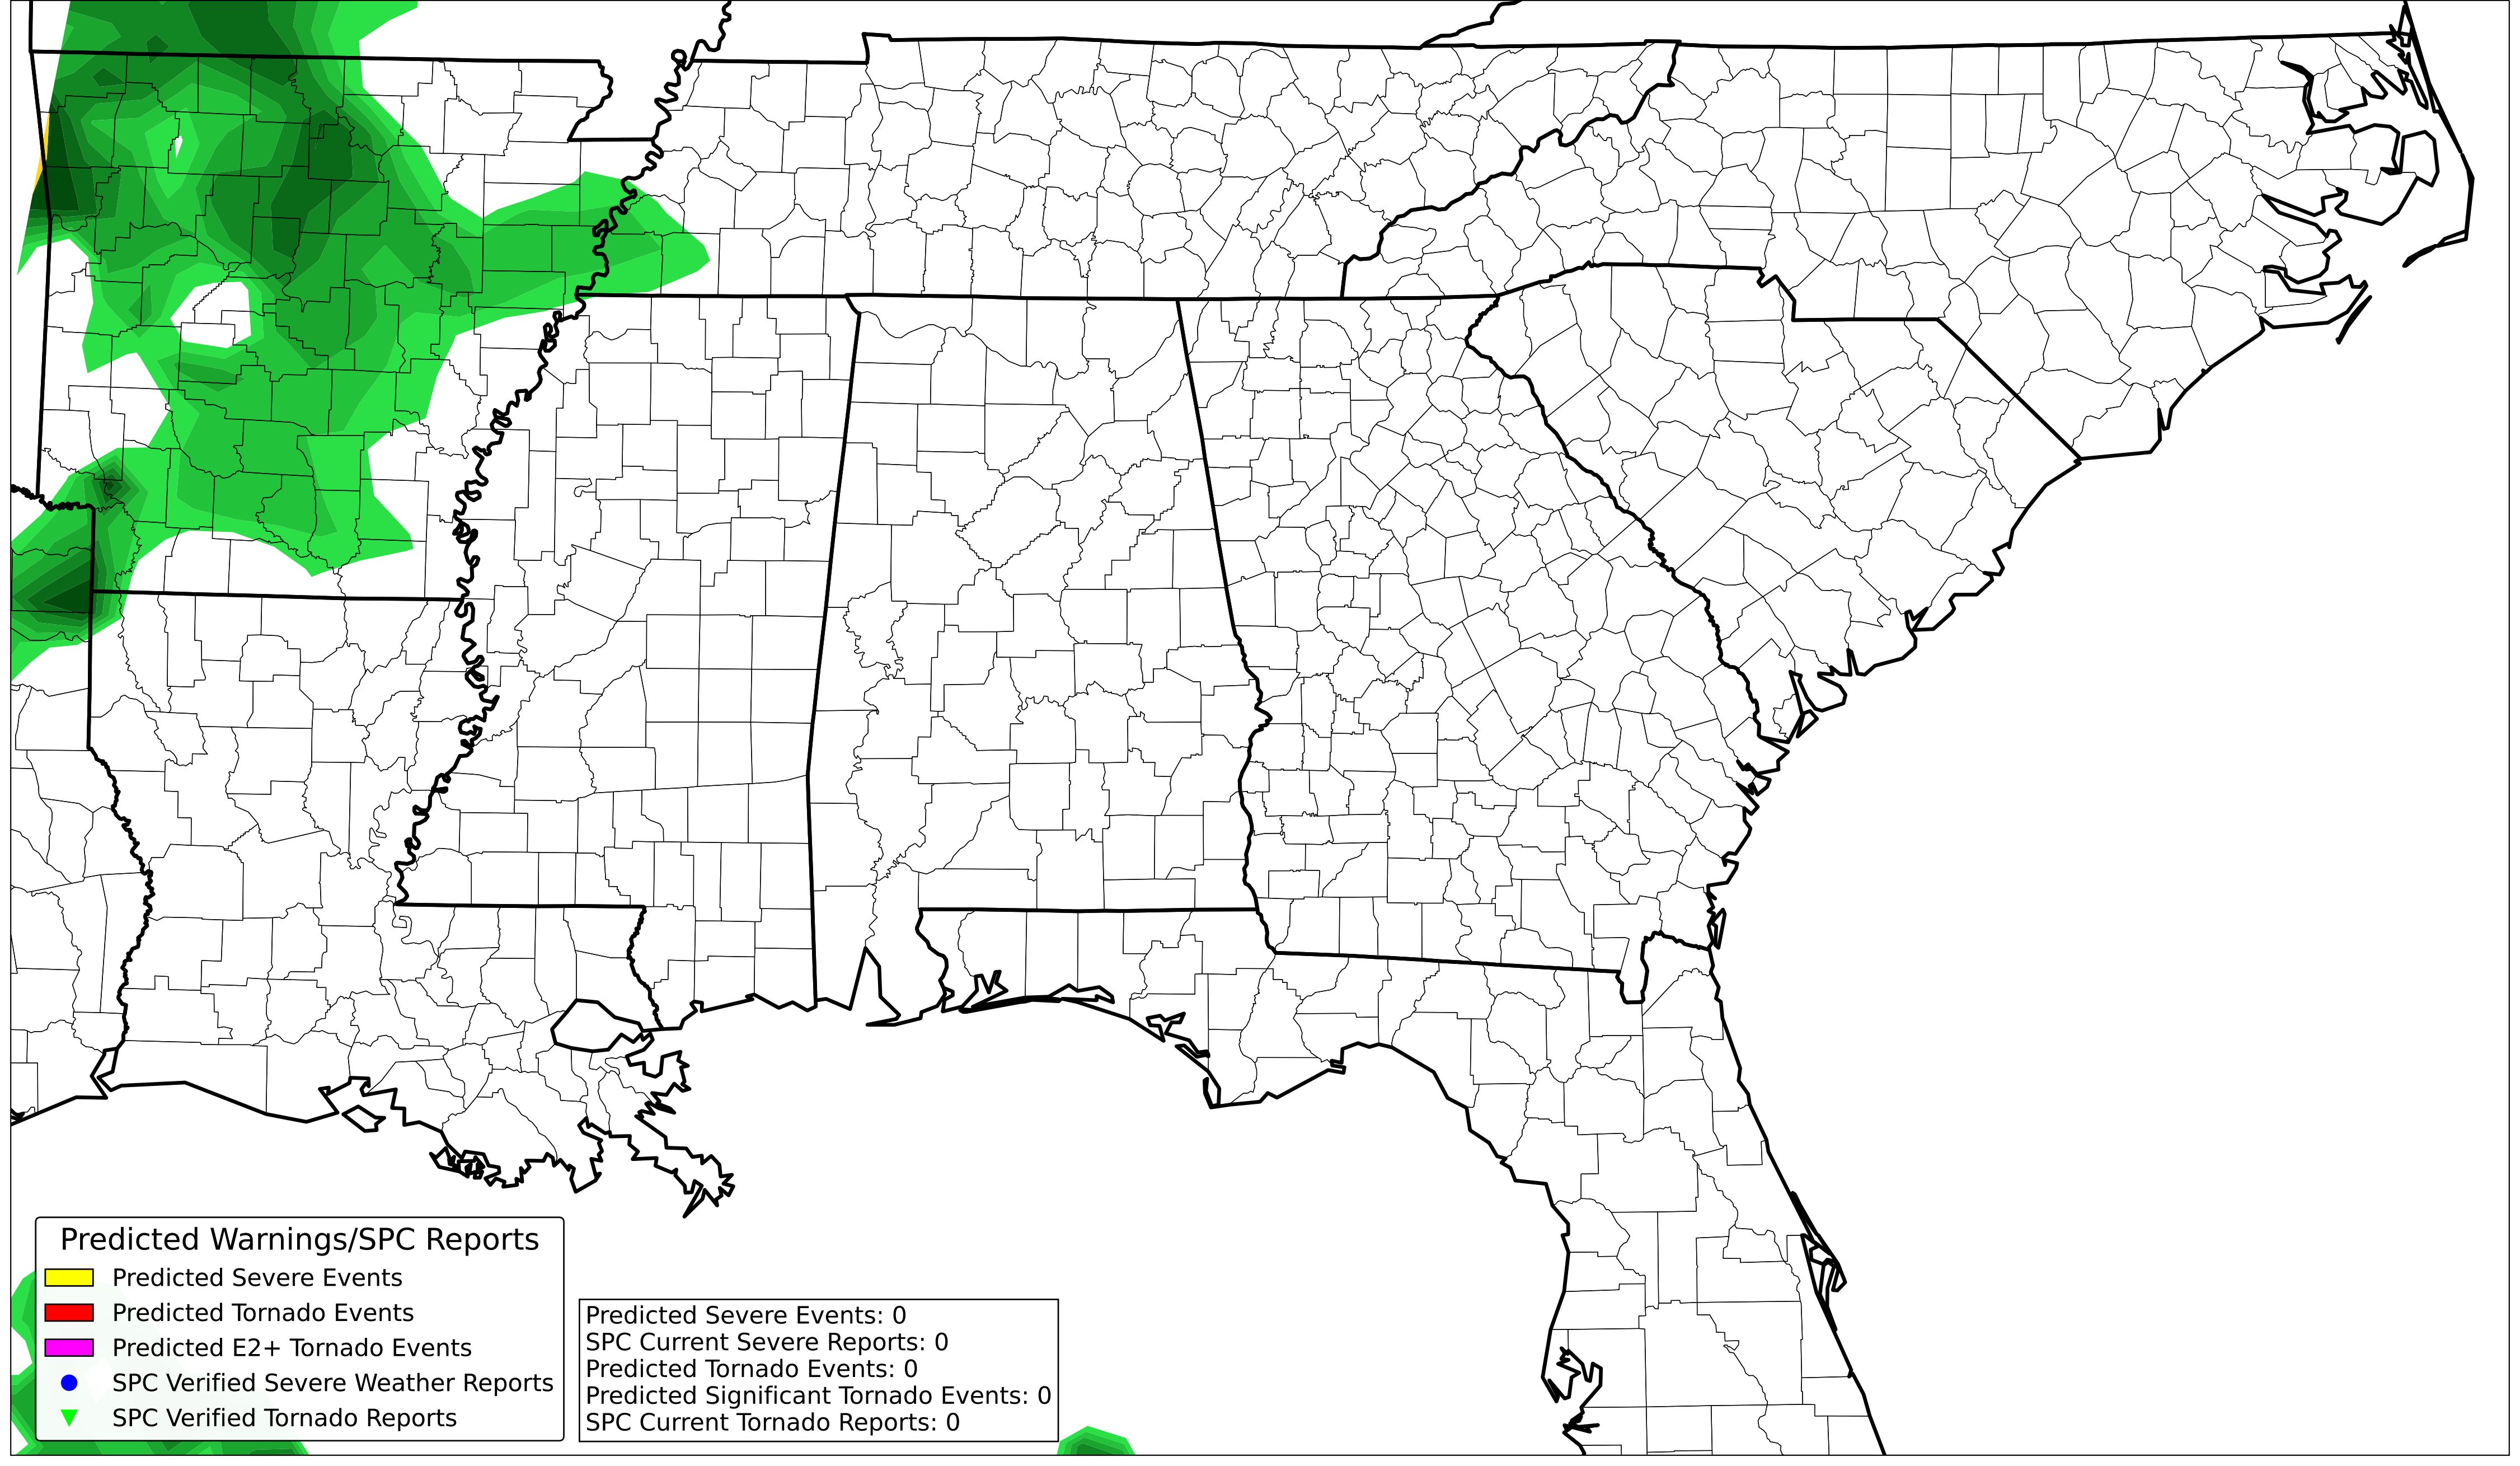 Predicted Warnings/SPC Reports
Predicted Severe Events
Predicted Tornado Events
Predicted E2+ Tornado Events
SPC Verified Severe Weather Reports
SPC Verified Tornado Reports
Predicted Severe Events: 0
SPC Current Severe Reports: 0
Predicted Tornado Events: 0
Predicted Significant Tornado Events: 0
SPC Current Tornado Reports: 0